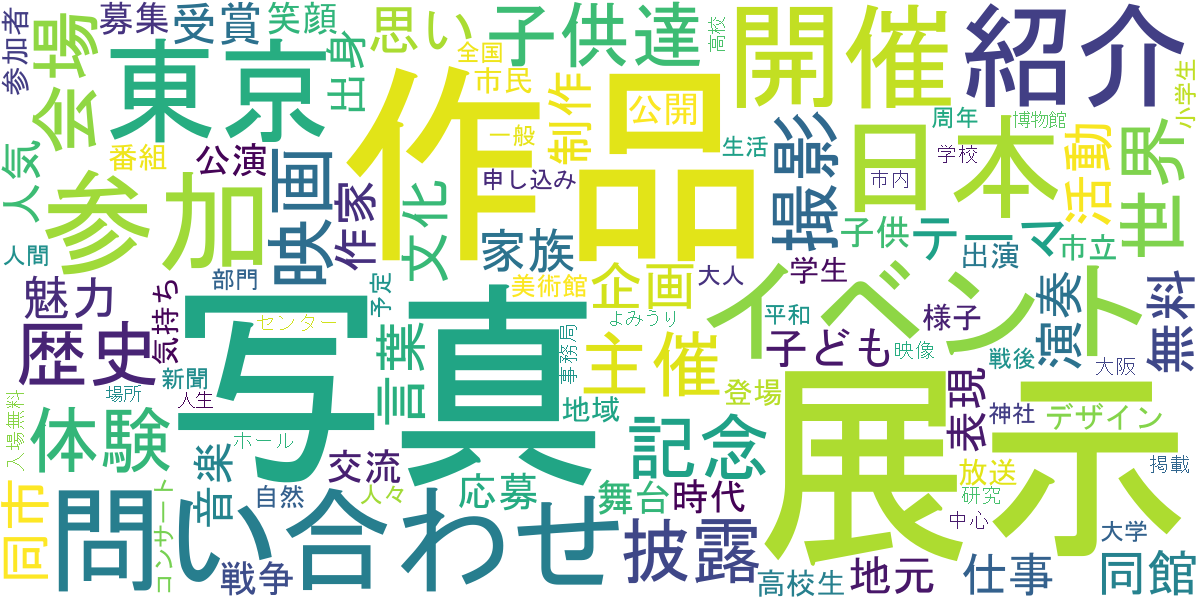 参加者
募集
受賞
笑顔
思い
全国
子供達
高校
開催
紹介
会場
東京
出身
市民
作品
制作
公開
周年
博物館
小学生
人気
番組
公演
映画
作家
文化
一般
申し込み
生活
撮影
日本
学校
市内
活動
世界
参加
家族
子供
テーマ
出演
市立
人間
部門
予定
美術館
企画
大人
学生
イベント
魅力
気持ち
センター
写真
よみうり
平和
様子
演奏
無料
歴史
新聞
言葉
事務局
主催
子ども
映像
戦後
大阪
場所
人生
地域
登場
展示
表現
神社
デザイン
入場無料
体験
ホール
記念
掲載
同市
コンサート
音楽
交流
人々
応募
舞台
時代
放送
研究
自然
問い合わせ
披露
中心
大学
戦争
高校生
地元
仕事
同館